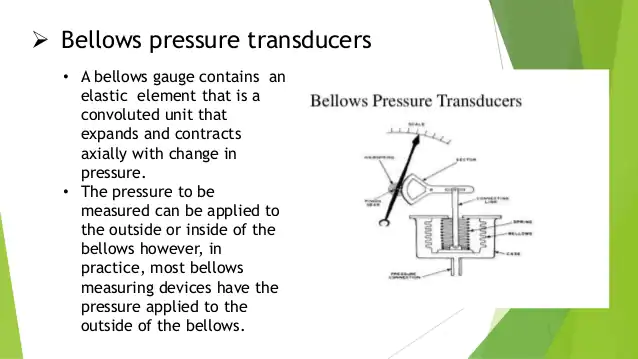 ➢ Bellows pressure transducers
• A bellows gauge contains an
elastic element that is a
convoluted unit that
expands and contracts
axially with change in
pressure.
• The pressure to be
measured can be applied to
the outside or inside of the
bellows however, in
practice, most bellows
measuring devices have the
pressure applied to the
outside of the bellows.
Bellows Pressure Transducers
SCALE
HAIRSPRING
SECTOR
PINION
GEAR
CONNECTING
LINK
SPRING
BELLOWS
CASE
PRESSURE
CONNECTION